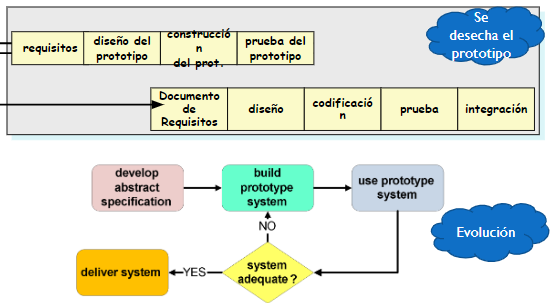 Se
desecha el
prototipo
requisitos
diseño del
prototipo
construcció
n
del prot.
prueba del
prototipo
Documento
de
Requisitos
diseño
codificació
n
prueba
integración
develop
abstract
specification
build
prototype
system
use prototype
system
NO
Evolución
deliver system
YES
system
adequate?